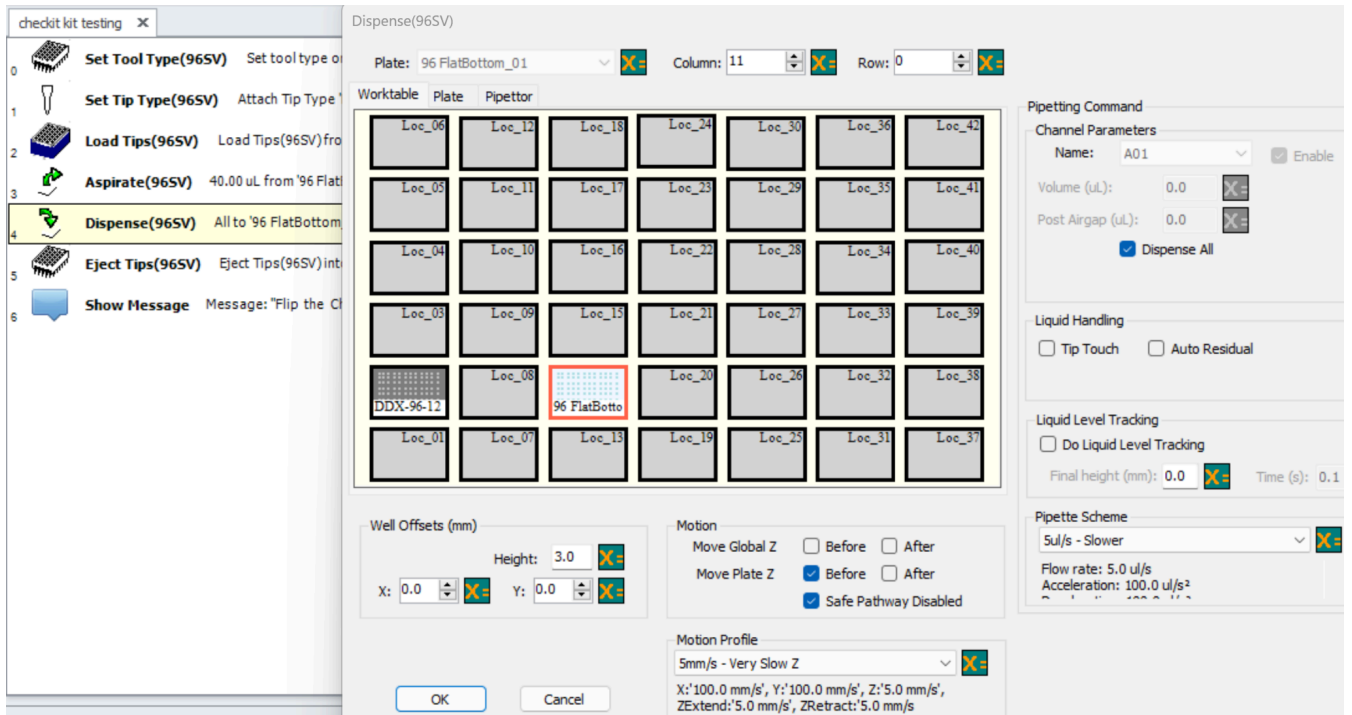 checkit kit testing
Dispense(96SV)
0 Set Tool Type(96SV) Set tool type o
1 Set Tip Type(96SV) Attach Tip Type '
2 Load Tips(96SV) Load Tips(96SV)fro
3 Aspirate(96SV) 40.00 uL from '96 Flat
4 Dispense(96SV) All to '96 FlatBottom
5 Eject Tips(96SV) Eject Tips(96SV)int
6 Show Message Message: "Flip the Ch
Plate: 96 FlatBottom_01 X= Column: 11 X= Row: 0 X=
Worktable Plate Pipettor
Loc_06 Loc_12 Loc_18 Loc_24 Loc_30 Loc_36 Loc_42
Loc_05 Loc_11 Loc_17 Loc_23 Loc_29 Loc_35 Loc_41
Loc_04 Loc_10 Loc_16 Loc_22 Loc_28 Loc_34 Loc_40
Loc_03 Loc_09 Loc_15 Loc_21 Loc_27 Loc_33 Loc_39
Loc_08 Loc_20 Loc_26 Loc_32 Loc_38
DDX-96-12 96 FlatBotto
Loc_01 Loc_07 Loc_13 Loc_19 Loc_25 Loc_31 Loc_37
Well Offsets (mm)
Height: 3.0 X=
X: 0.0 X= Y: 0.0 X=
OK Cancel
Motion
Move Global Z Before After
Move Plate Z Before After
Safe Pathway Disabled
Motion Profile
5mm/s - Very Slow Z X=
X:'100.0 mm/s', Y:'100.0 mm/s', Z:'5.0 mm/s',
ZExtend:'5.0 mm/s', ZRetract:'5.0 mm/s
Pipetting Command
Channel Parameters
Name: A01 Enable
Volume (uL): 0.0 X=
Post Airgap (uL): 0.0 X=
Dispense All
Liquid Handling
Tip Touch Auto Residual
Liquid Level Tracking
Do Liquid Level Tracking
Final height (mm): 0.0 X= Time (s): 0.1
Pipette Scheme
5ul/s - Slower X=
Flow rate: 5.0 ul/s
Acceleration: 100.0 ul/s²